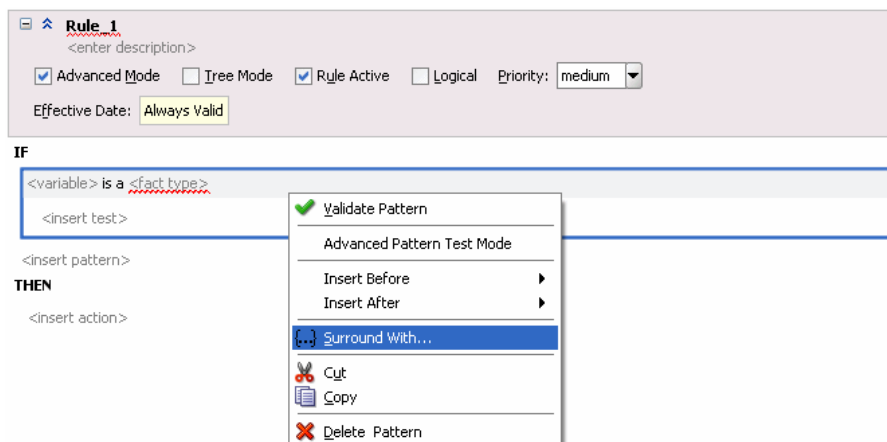 Rule_1
<enter description>
Advanced Mode Tree Mode Rule Active Logical Priority: medium
Effective Date: Always Valid
IF
<variable> is a <fact type>
<insert test>
Validate Pattern
Advanced Pattern Test Mode
Insert Before
Insert After
{...} Surround With...
Cut
Copy
Delete Pattern
<insert pattern>
THEN
<insert action>